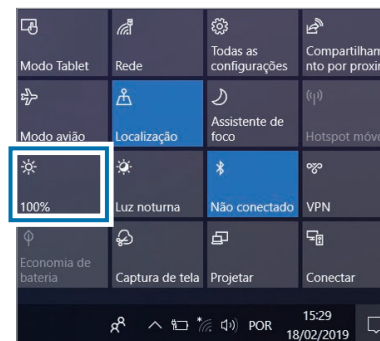 Modo Tablet
Rede
Todas as
configurações
Compartilham
nto por proxim
Modo avião
Localização
Assistente de
foco
Hotspot móve
100%
Luz noturna
Não conectado
VPN
Economia de
bateria
Captura de tela
Projetar
Conectar
POR
15:29
18/02/2019